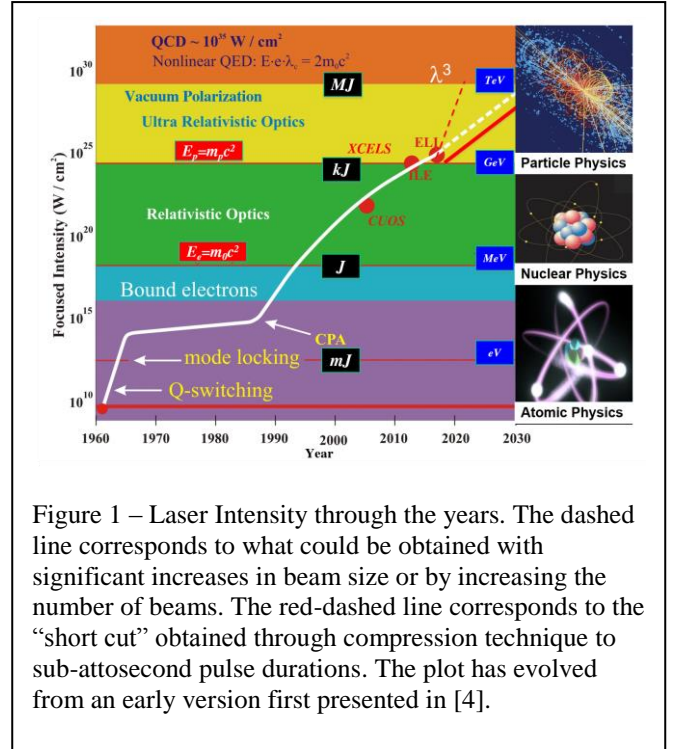 QCD ~ 10³⁵ W / cm²
Nonlinear QED: E·e·λc = 2m₀c²
10³⁰
MJ
TeV
λ³
Vacuum Polarization
Ultra Relativistic Optics
XCELS
ELI
10²⁵
Eₚ=mₚc²
kJ
ILE
GeV
Particle Physics
CUOS
Relativistic Optics
10²⁰
Eₑ=m₀c²
J
MeV
Nuclear Physics
Bound electrons
10¹⁵
CPA
mode locking
mJ
eV
Q-switching
10¹⁰
Atomic Physics
Focused Intensity (W / cm²)
1960 1970 1980 1990 2000 2010 2020 2030
Year
Figure 1 – Laser Intensity through the years. The dashed
line corresponds to what could be obtained with
significant increases in beam size or by increasing the
number of beams. The red-dashed line corresponds to the
“short cut” obtained through compression technique to
sub-attosecond pulse durations. The plot has evolved
from an early version first presented in [4].